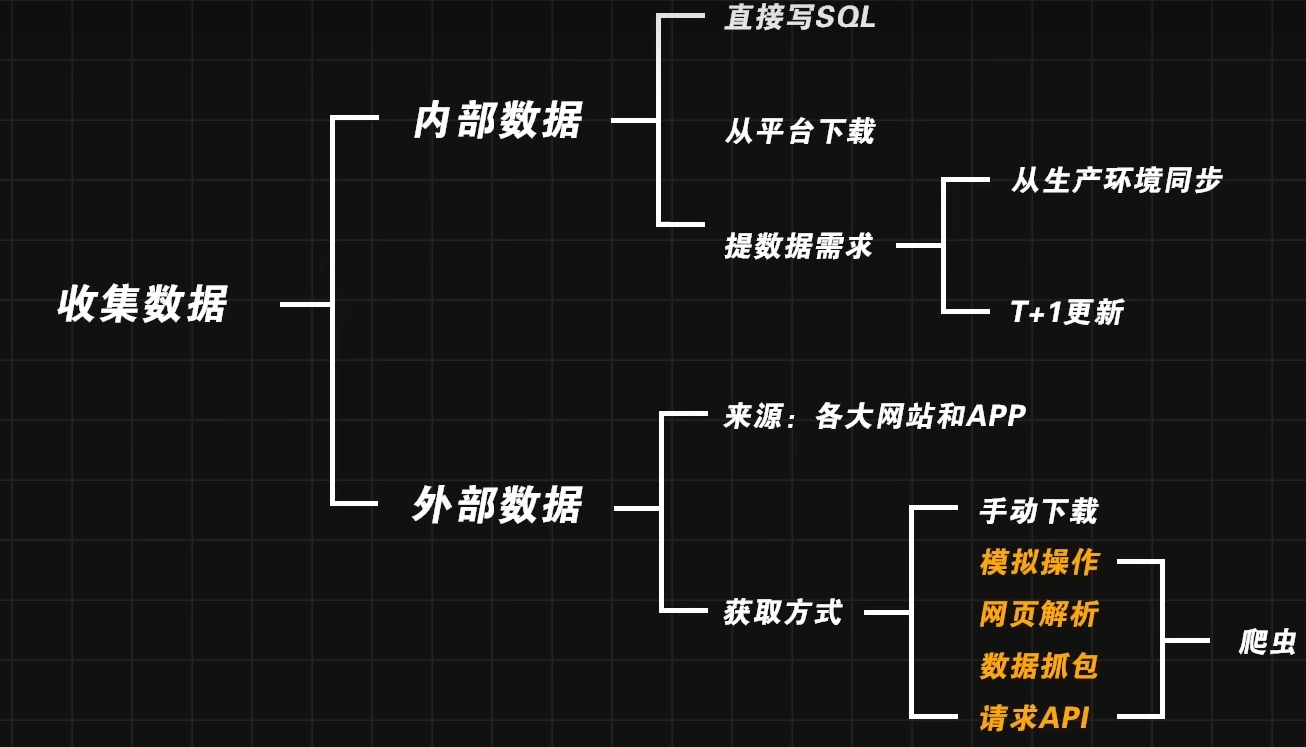 收集数据
内部数据
直接写SQL
从平台下载
提数据需求
从生产环境同步
T+1更新
外部数据
来源：各大网站和APP
获取方式
手动下载
模拟操作
网页解析
数据抓包
请求API
爬虫